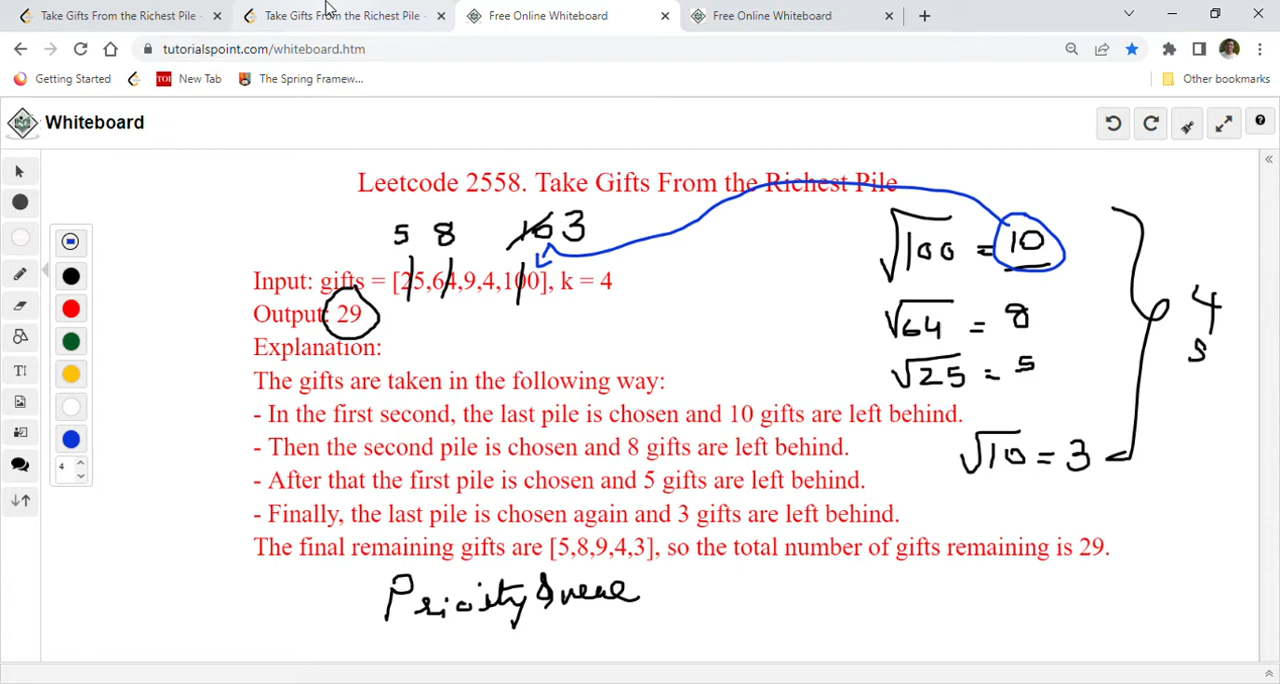 Take Gifts From the Richest Pile -
Take Gifts From the Richest Pile -
Free Online Whiteboard
Free Online Whiteboard
tutorialspoint.com/whiteboard.htm
Getting Started
TOI New Tab
The Spring Framew...
Other bookmarks
Whiteboard
Leetcode 2558. Take Gifts From the Richest Pile
5 8 10 3
Input: gifts = [25,64,9,4,100], k = 4
Output: 29
Explanation:
The gifts are taken in the following way:
- In the first second, the last pile is chosen and 10 gifts are left behind.
- Then the second pile is chosen and 8 gifts are left behind.
- After that the first pile is chosen and 5 gifts are left behind.
- Finally, the last pile is chosen again and 3 gifts are left behind.
The final remaining gifts are [5,8,9,4,3], so the total number of gifts remaining is 29.
√100 = 10
√64 = 8
√25 = 5
√10 = 3
4
s
PriorityQueue
T
4